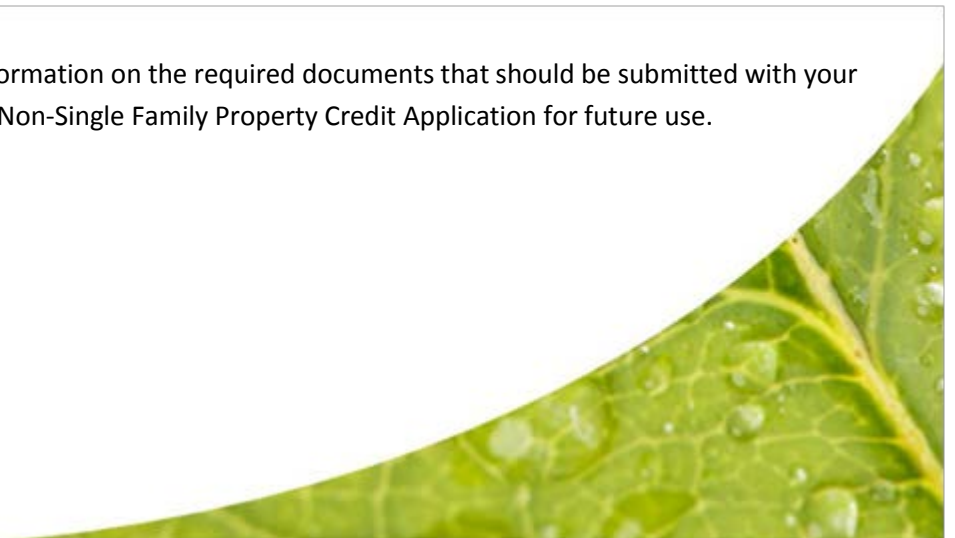 ormation on the required documents that should be submitted with your
Non-Single Family Property Credit Application for future use.